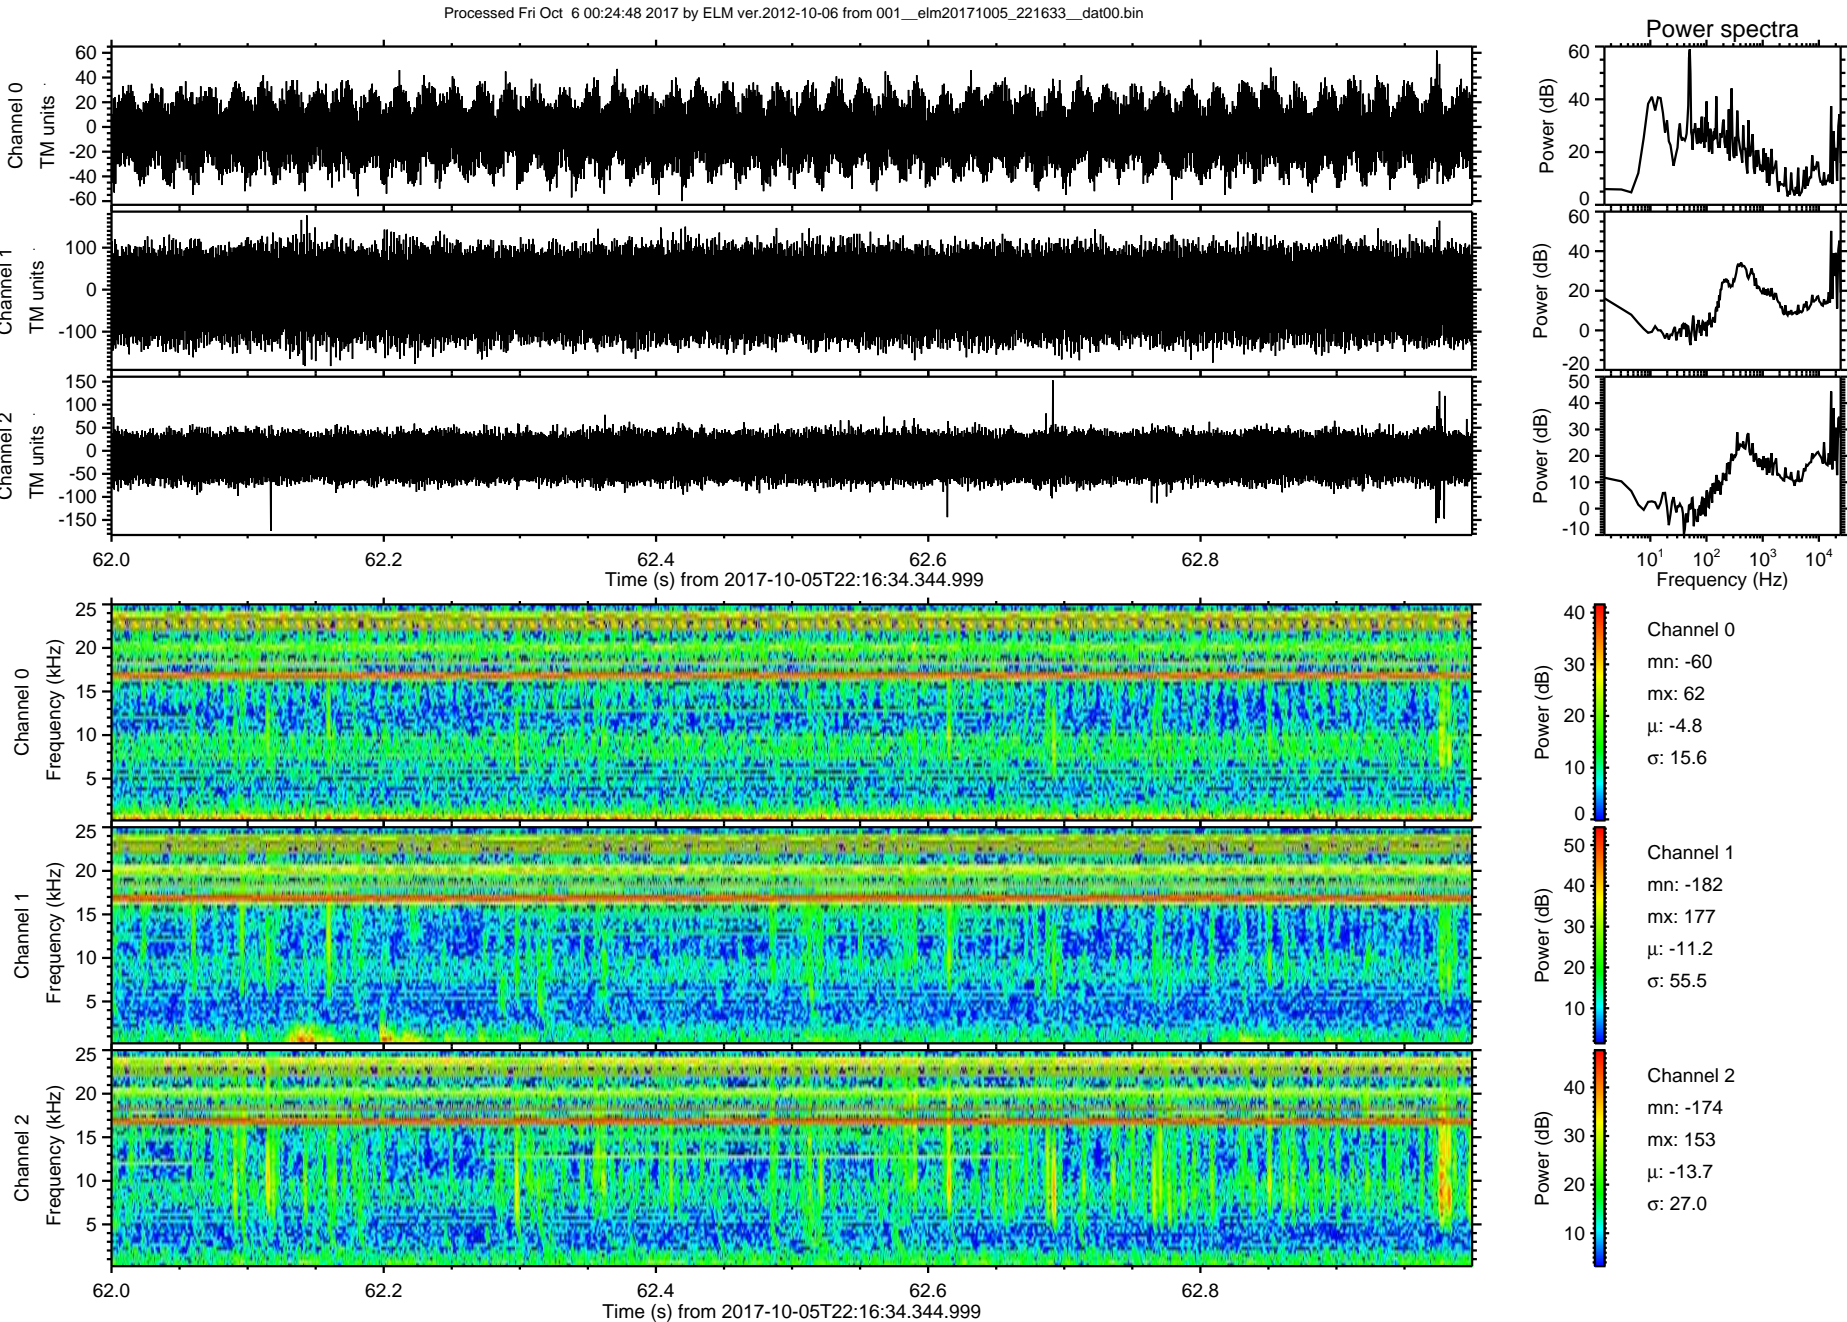 Processed Fri Oct  6 00:24:48 2017 by ELM ver.2012-10-06 from 001__elm20171005_221633__dat00.bin
Power spectra
Channel 0
TM units
60
40
20
0
-20
-40
-60
Power (dB)
60
40
20
0
Channel 1
TM units
100
0
-100
Power (dB)
60
40
20
0
-20
Channel 2
TM units
150
100
50
0
-50
-100
-150
Power (dB)
50
40
30
20
10
0
-10
62.0 62.2 62.4 62.6 62.8
Time (s) from 2017-10-05T22:16:34.344.999
10^1 10^2 10^3 10^4
Frequency (Hz)
Channel 0
Frequency (kHz)
25
20
15
10
5
Power (dB)
40
30
20
10
0
Channel 0
mn: -60
mx: 62
μ: -4.8
σ: 15.6
Channel 1
Frequency (kHz)
25
20
15
10
5
Power (dB)
50
40
30
20
10
Channel 1
mn: -182
mx: 177
μ: -11.2
σ: 55.5
Channel 2
Frequency (kHz)
25
20
15
10
5
Power (dB)
40
30
20
10
Channel 2
mn: -174
mx: 153
μ: -13.7
σ: 27.0
62.0 62.2 62.4 62.6 62.8
Time (s) from 2017-10-05T22:16:34.344.999